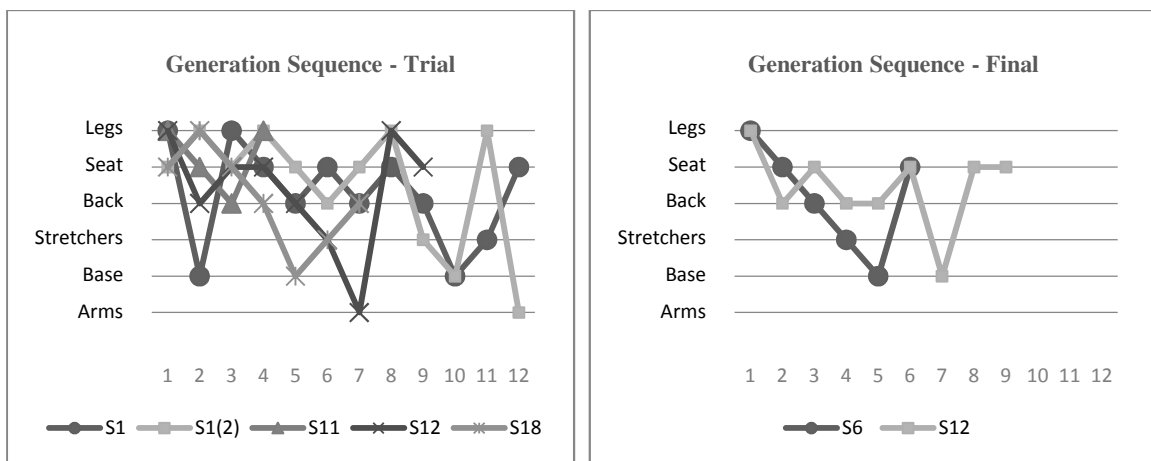 Generation Sequence - Trial
Legs
Seat
Back
Stretchers
Base
Arms
1 2 3 4 5 6 7 8 9 10 11 12
S1 S1(2) S11 S12 S18
Generation Sequence - Final
Legs
Seat
Back
Stretchers
Base
Arms
1 2 3 4 5 6 7 8 9 10 11 12
S6 S12